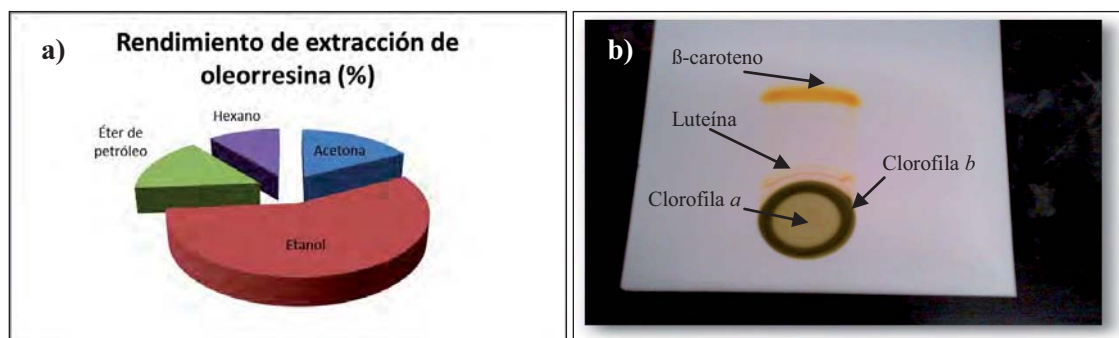 a)
Rendimiento de extracción de
oleorresina (%)
Hexano
Éter de
petróleo
Acetona
Etanol
b)
ß-caroteno
Luteína
Clorofila b
Clorofila a